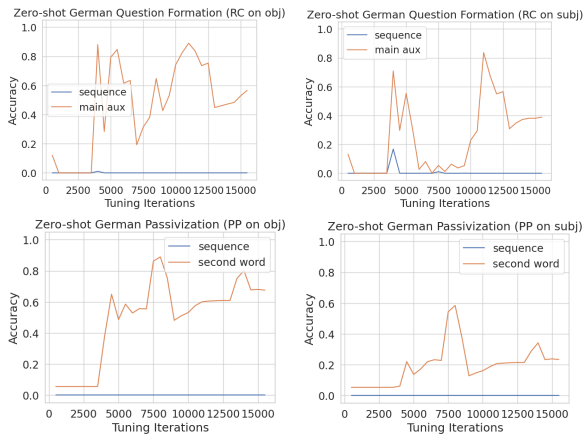 Zero-shot German Question Formation (RC on obj)
1.0
0.8
0.6
0.4
0.2
0.0
Accuracy
sequence
main aux
0 2500 5000 7500 10000 12500 15000
Tuning Iterations
Zero-shot German Question Formation (RC on subj)
1.0
0.8
0.6
0.4
0.2
0.0
Accuracy
sequence
main aux
0 2500 5000 7500 10000 12500 15000
Tuning Iterations
Zero-shot German Passivization (PP on obj)
1.0
0.8
0.6
0.4
0.2
0.0
Accuracy
sequence
second word
0 2500 5000 7500 10000 12500 15000
Tuning Iterations
Zero-shot German Passivization (PP on subj)
1.0
0.8
0.6
0.4
0.2
0.0
Accuracy
sequence
second word
0 2500 5000 7500 10000 12500 15000
Tuning Iterations